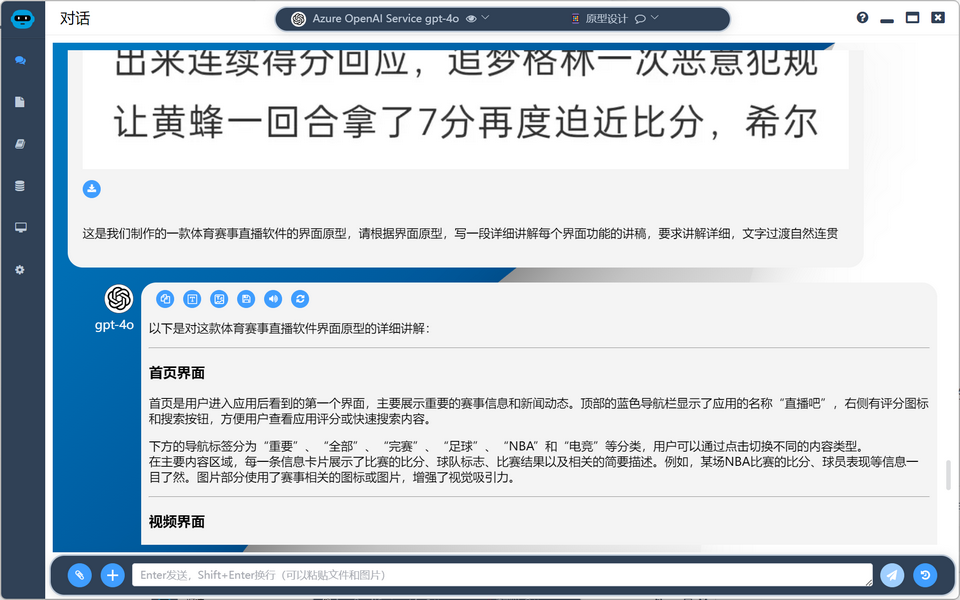 对话
Azure OpenAI Service gpt-4o
原型设计
出来连续得分回应，追梦格林一次恶意犯规
让黄蜂一回合拿了7分再度迫近比分，希尔
这是我们制作的一款体育赛事直播软件的界面原型，请根据界面原型，写一段详细讲解每个界面功能的讲稿，要求讲解详细，文字过渡自然连贯
gpt-4o
以下是对这款体育赛事直播软件界面原型的详细讲解：
首页界面
首页是用户进入应用后看到的第一个界面，主要展示重要的赛事信息和新闻动态。顶部的蓝色导航栏显示了应用的名称“直播吧”，右侧有评分图标
和搜索按钮，方便用户查看应用评分或快速搜索内容。
下方的导航标签分为“重要”、“全部”、“完赛”、“足球”、“NBA”和“电竞”等分类，用户可以通过点击切换不同的内容类型。
在主要内容区域，每一条信息卡片展示了比赛的比分、球队标志、比赛结果以及相关的简要描述。例如，某场NBA比赛的比分、球员表现等信息一
目了然。图片部分使用了赛事相关的图标或图片，增强了视觉吸引力。
视频界面
Enter发送，Shift+Enter换行（可以粘贴文件和图片）